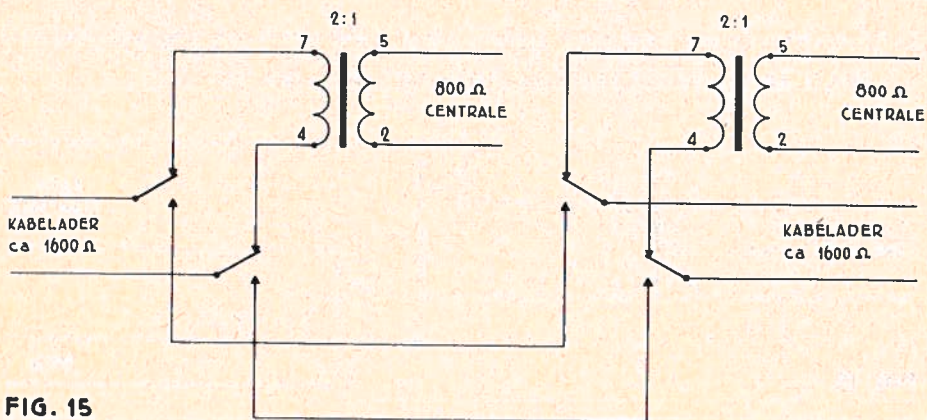 2:1
7
5
800 Ω
CENTRALE
4
2
KABELADER
ca 1600 Ω
2:1
7
5
800 Ω
CENTRALE
4
2
KABÉLADER
ca 1600 Ω
FIG. 15